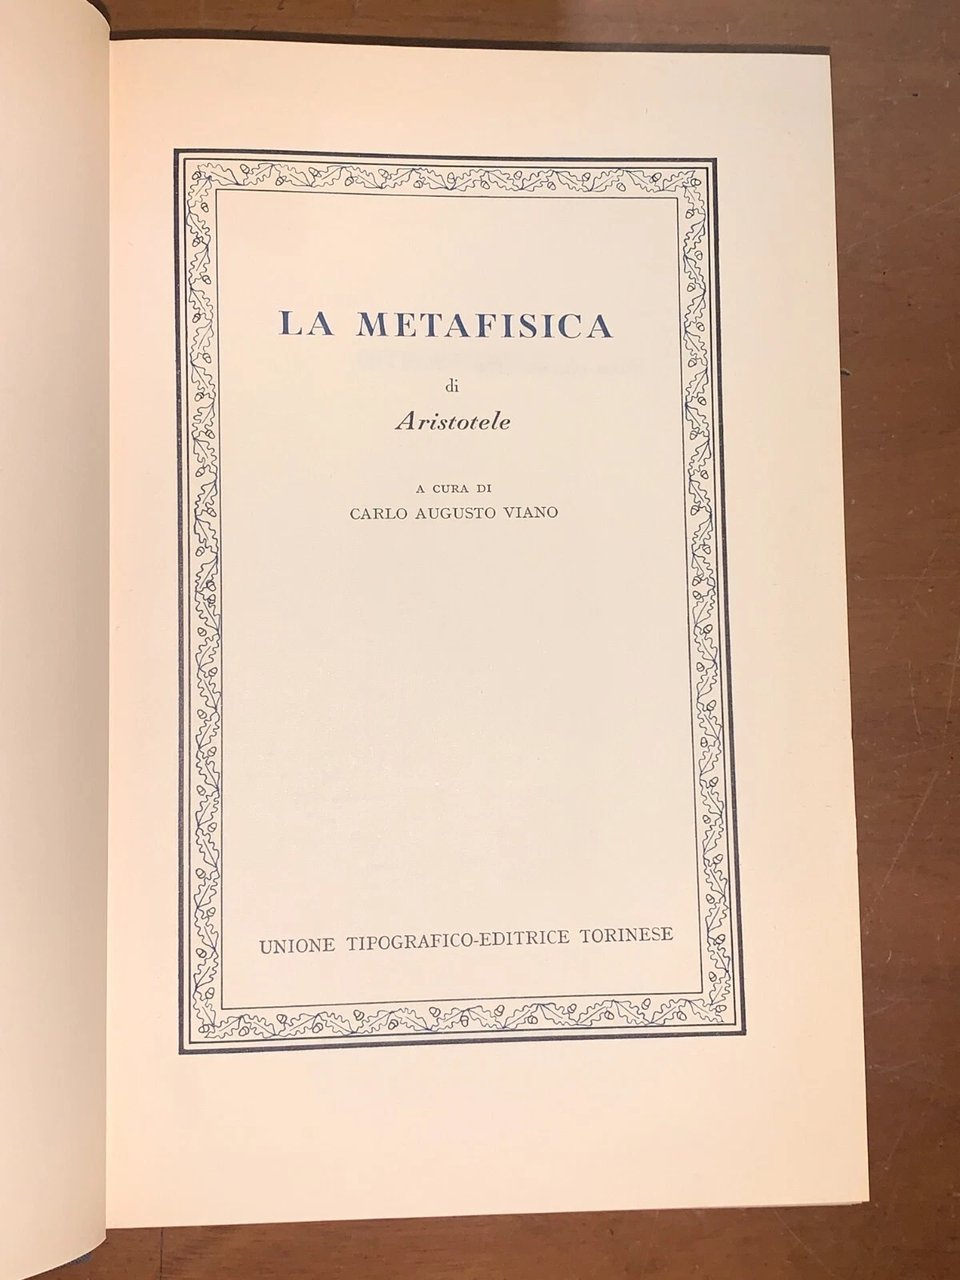 LA METAFISICA
di
Aristotele
A CURA DI
CARLO AUGUSTO VIANO
UNIONE TIPOGRAFICO-EDITRICE TORINESE